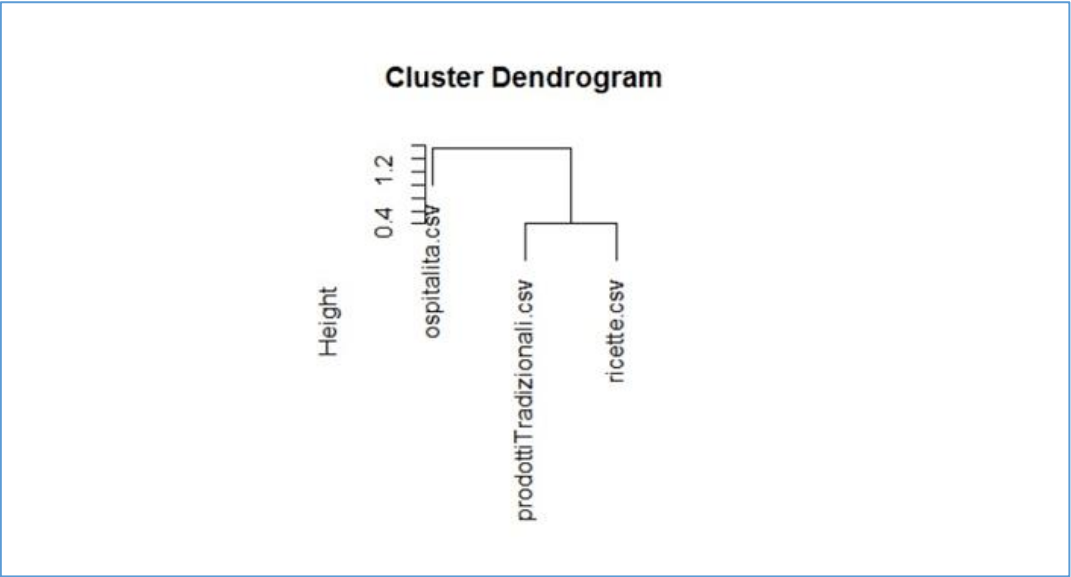 Cluster Dendrogram
Height
0.4
1.2
ospitalita.csv
prodottiTradizionali.csv
ricette.csv